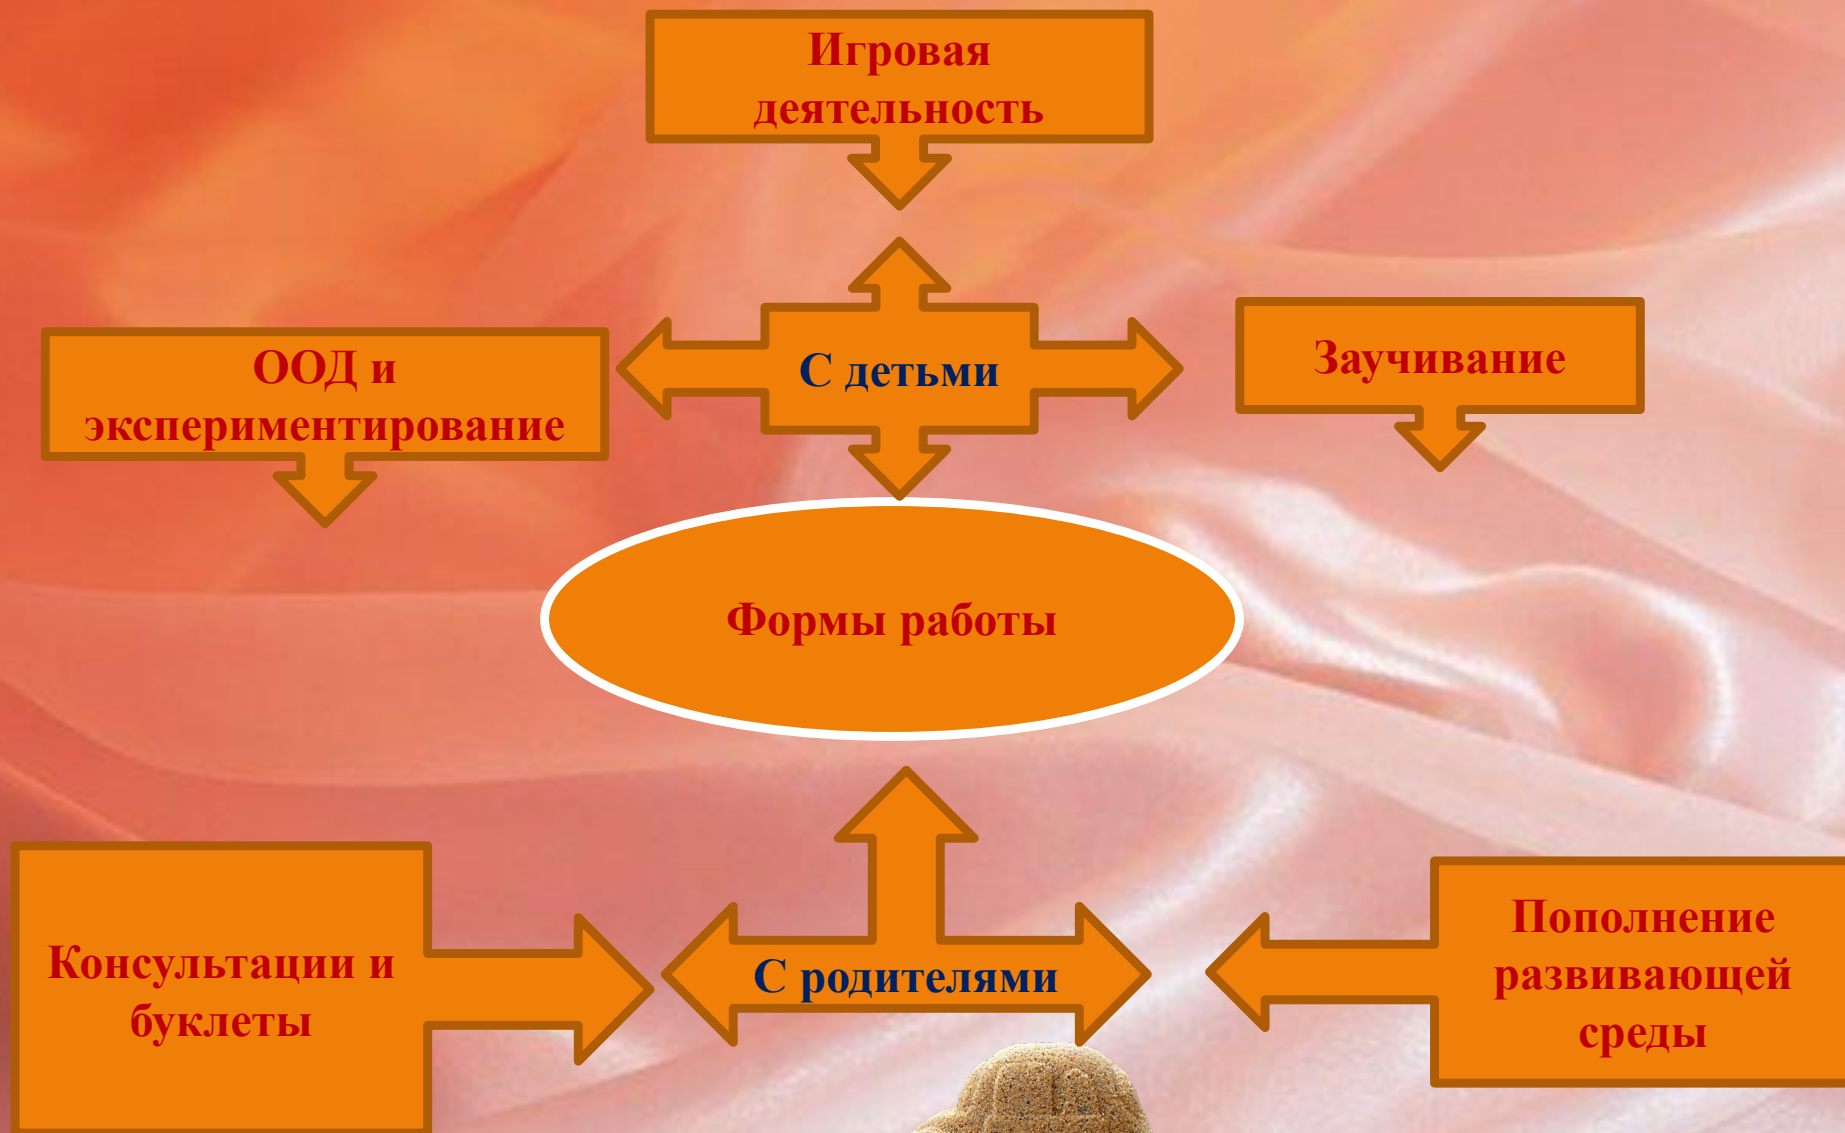 Игровая
деятельность
ООД и
экспериментирование
С детьми
Заучивание
Формы работы
Консультации и
буклеты
С родителями
Пополнение
развивающей
среды